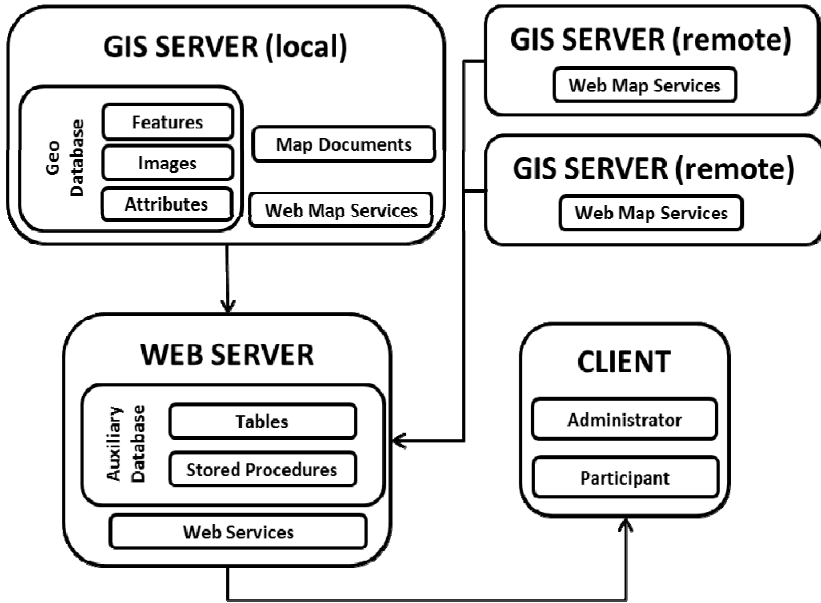 GIS SERVER (local)
Geo
Database
Features
Images
Attributes
Map Documents
Web Map Services
GIS SERVER (remote)
Web Map Services
GIS SERVER (remote)
Web Map Services
WEB SERVER
Auxiliary
Database
Tables
Stored Procedures
Web Services
CLIENT
Administrator
Participant